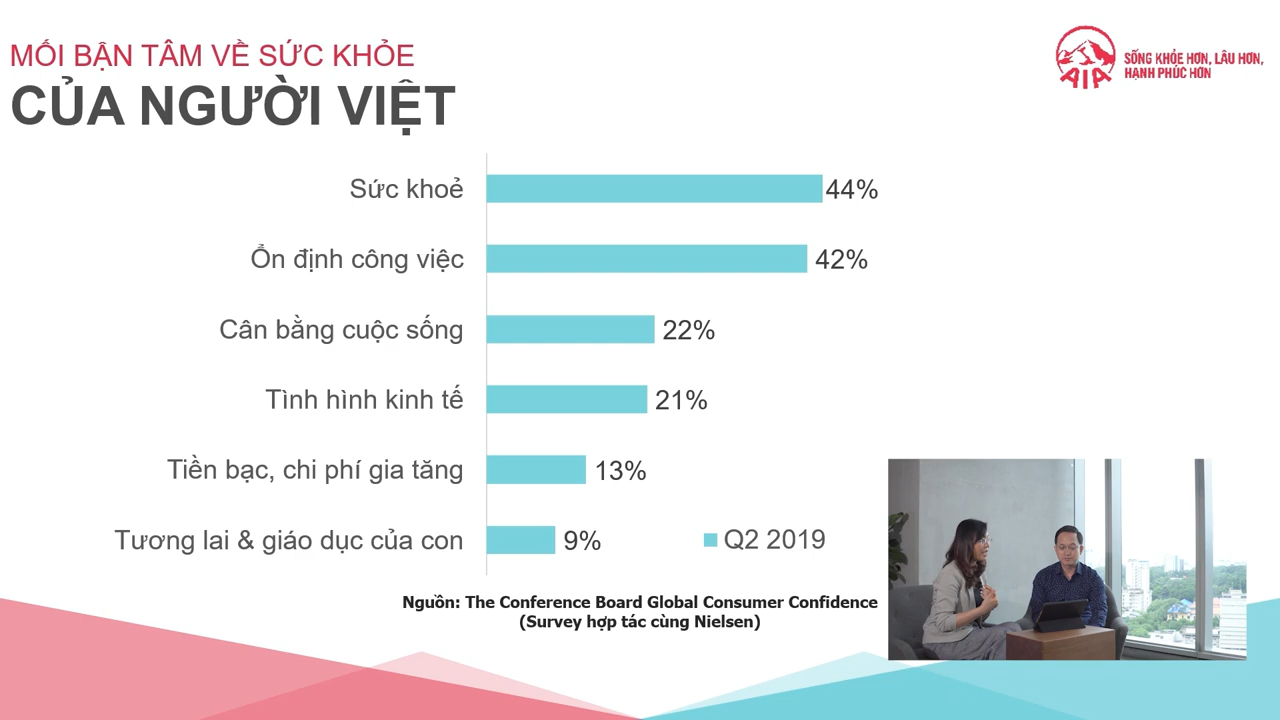 MỐI BẬN TÂM VỀ SỨC KHỎE
CỦA NGƯỜI VIỆT
AIA
SỐNG KHỎE HƠN, LÂU HƠN,
HẠNH PHÚC HƠN
Sức khoẻ 44%
Ổn định công việc 42%
Cân bằng cuộc sống 22%
Tình hình kinh tế 21%
Tiền bạc, chi phí gia tăng 13%
Tương lai & giáo dục của con 9%
Q2 2019
Nguồn: The Conference Board Global Consumer Confidence
(Survey hợp tác cùng Nielsen)